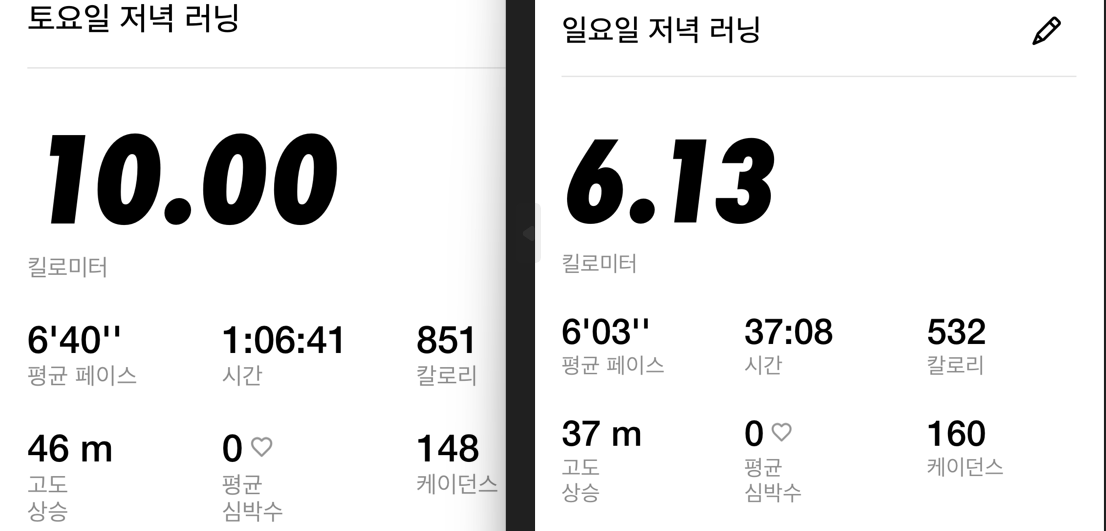 토요일 저녁 러닝
10.00
킬로미터
6'40''
1:06:41
851
평균 페이스
시간
칼로리
46 m
0
148
고도
상승
평균
심박수
케이던스
일요일 저녁 러닝
6.13
킬로미터
6'03''
37:08
532
평균 페이스
시간
칼로리
37 m
0
160
고도
상승
평균
심박수
케이던스